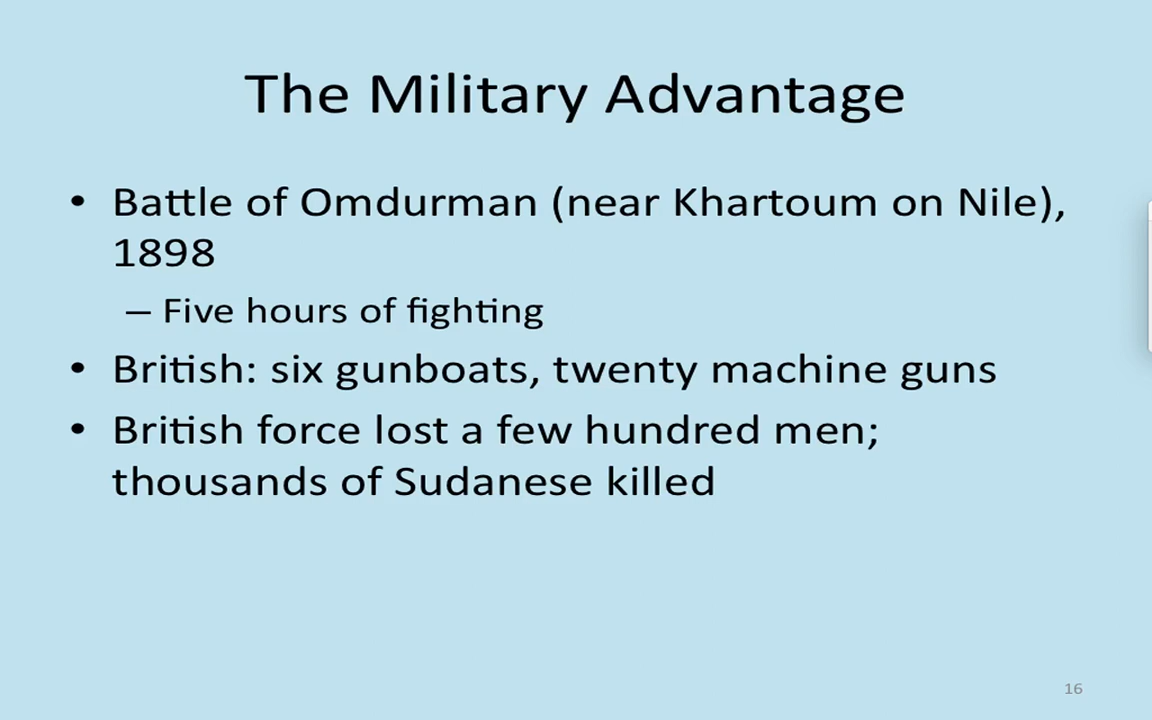 The Military Advantage
• Battle of Omdurman (near Khartoum on Nile),
1898
– Five hours of fighting
• British: six gunboats, twenty machine guns
• British force lost a few hundred men;
thousands of Sudanese killed
16